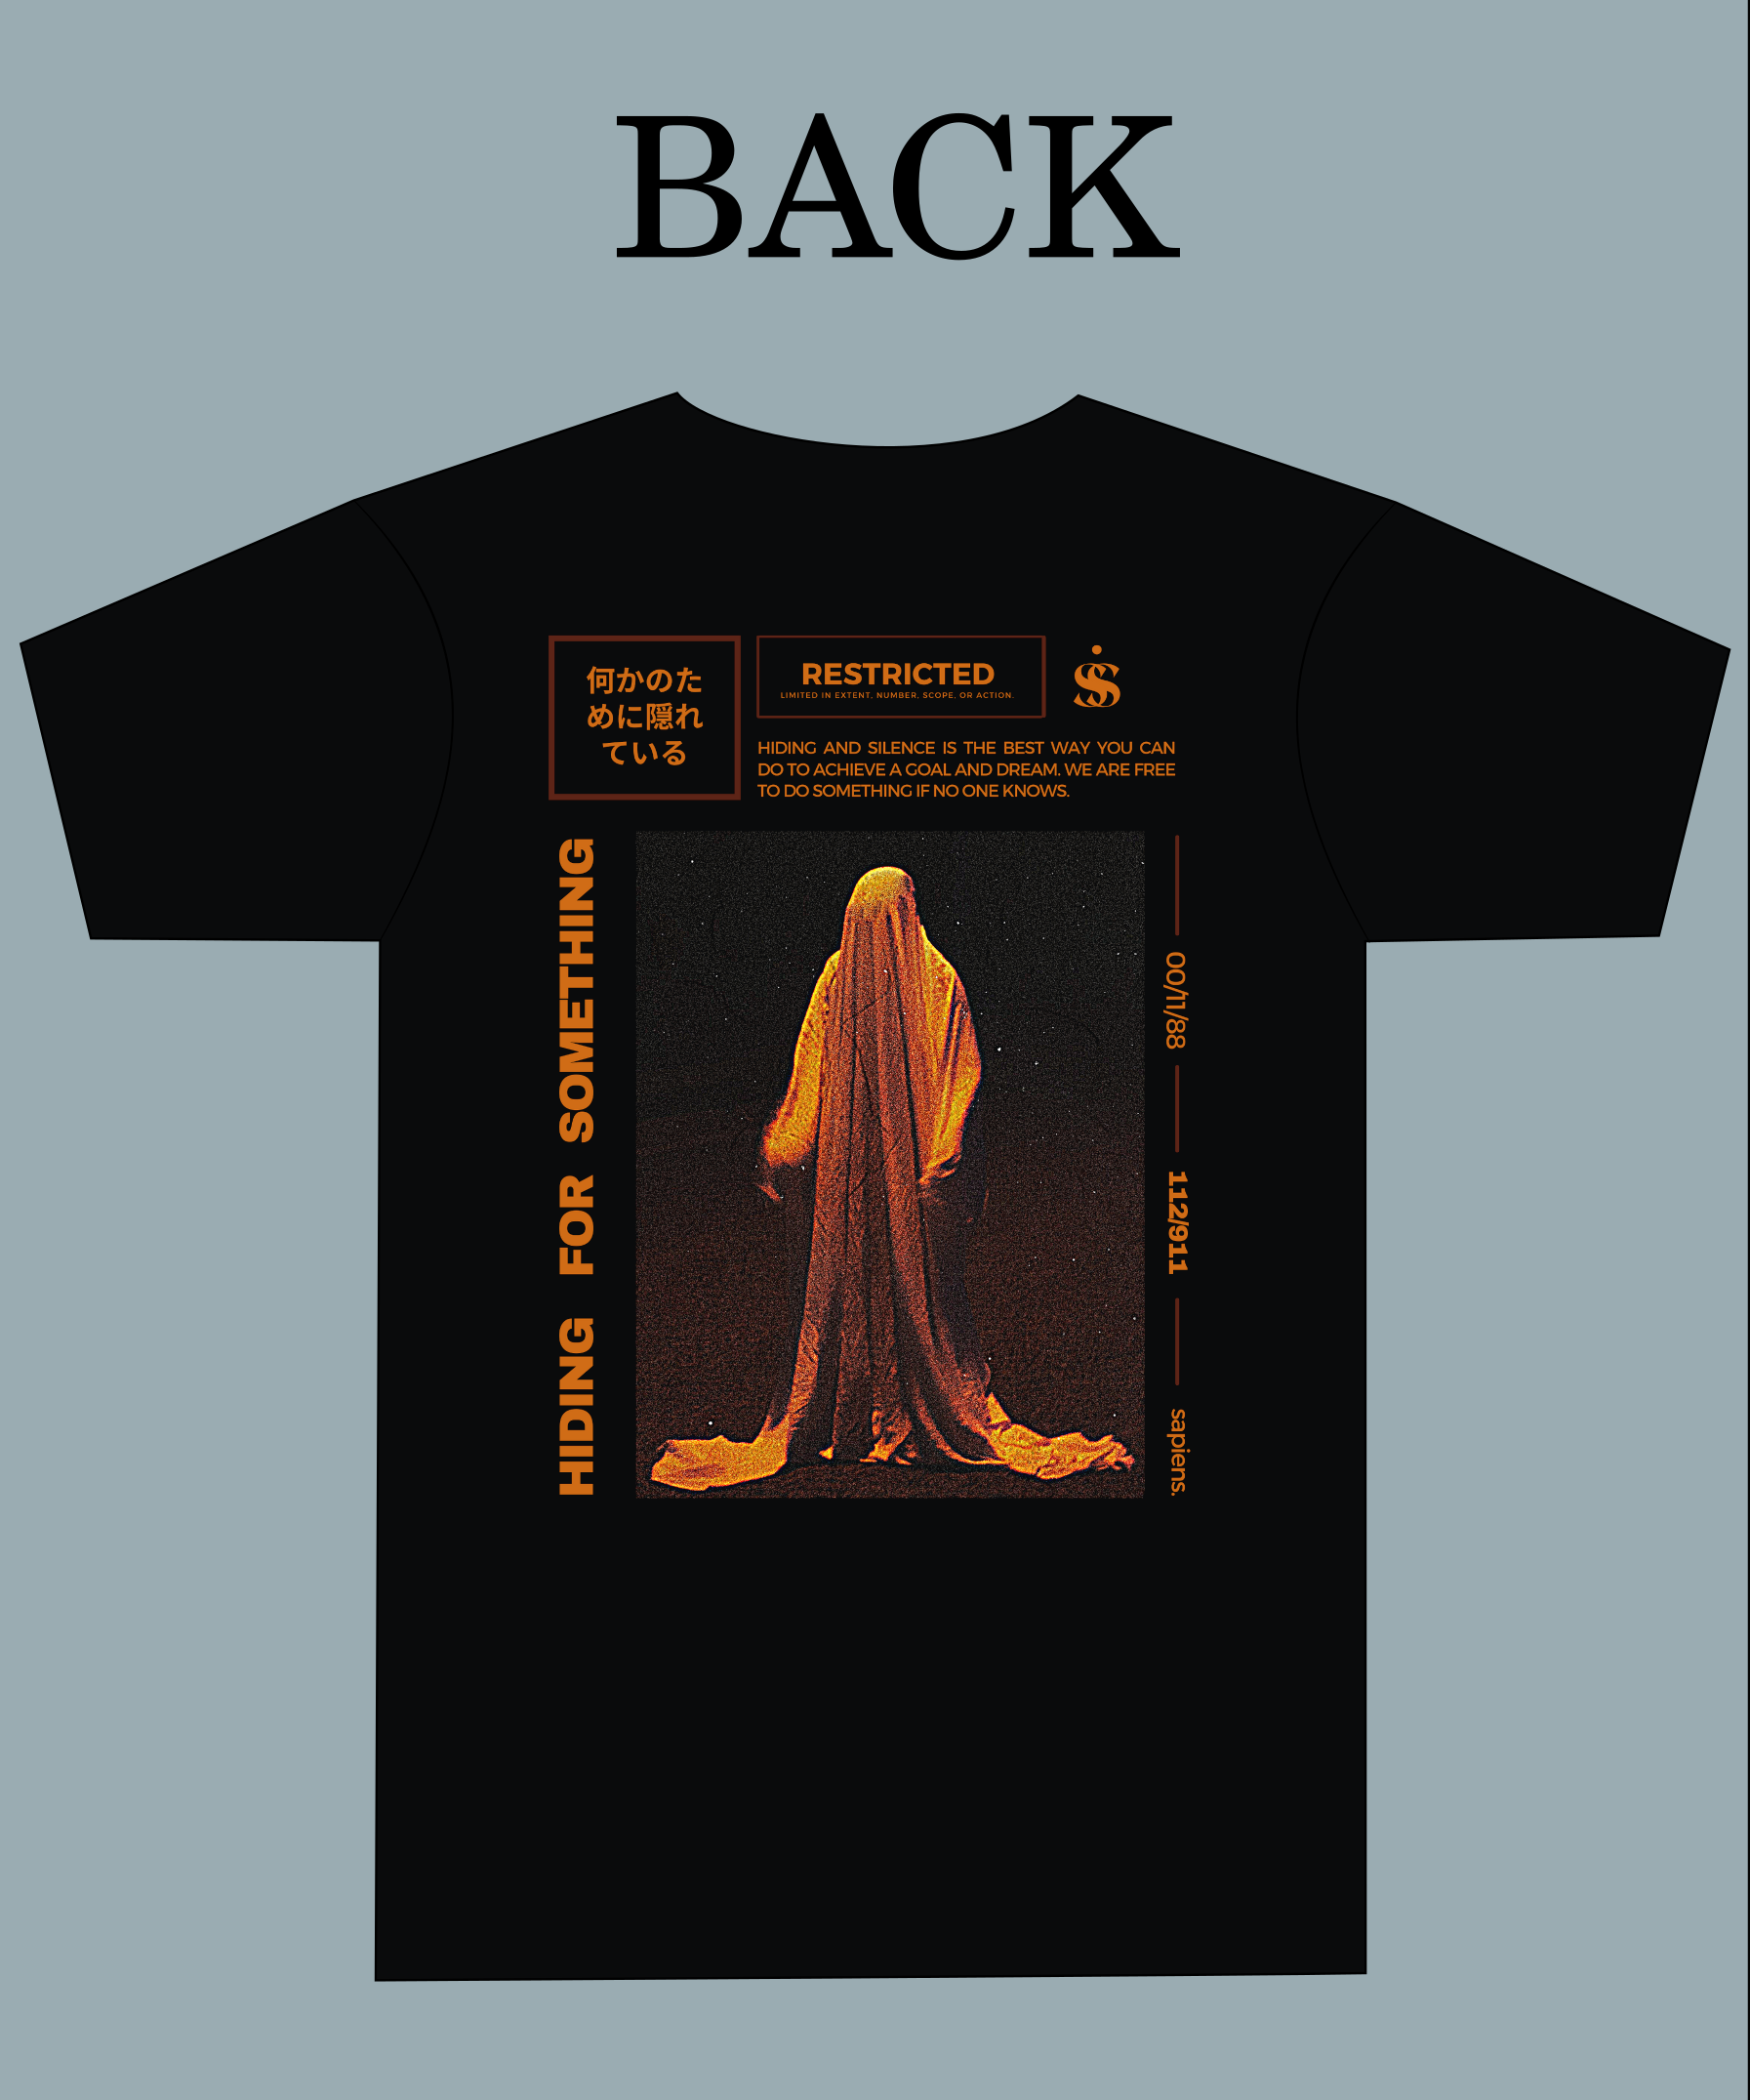 BACK
何かのた
めに隠れ
ている
RESTRICTED
LIMITED IN EXTENT, NUMBER, SCOPE, OR ACTION.
HIDING AND SILENCE IS THE BEST WAY YOU CAN
DO TO ACHIEVE A GOAL AND DREAM. WE ARE FREE
TO DO SOMETHING IF NO ONE KNOWS.
HIDING FOR SOMETHING
00/11/88
112/911
sapiens.